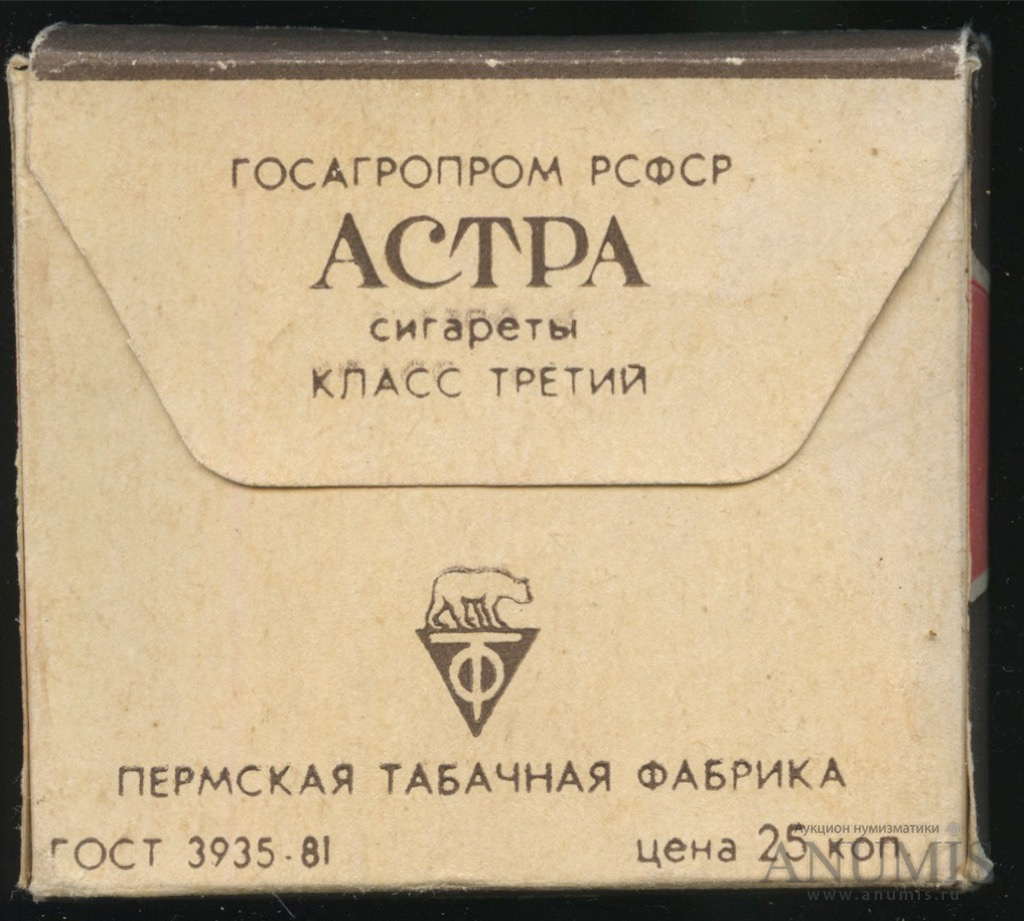 ГОСАГРОПРОМ РСФСР
АСТРА
сигареты
КЛАСС ТРЕТИЙ
ТФ
ПЕРМСКАЯ ТАБАЧНАЯ ФАБРИКА
ГОСТ 3935-81
цена 25 коп
Аукцион нумизматики
ANUMIS
www.anumis.ru